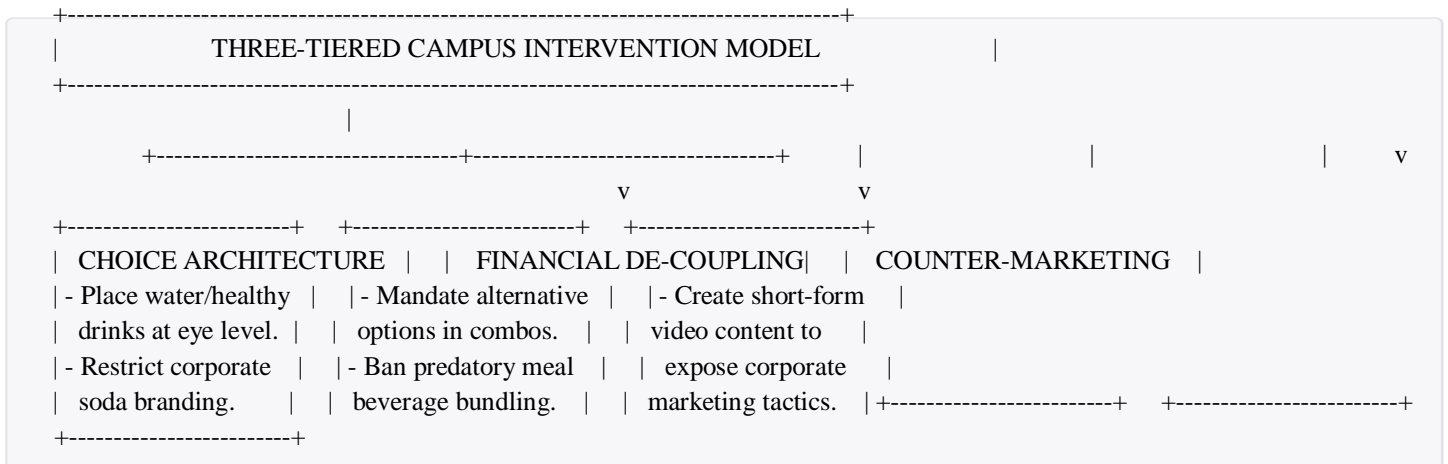 +--------------------------------------------------------------------------------------+
| THREE-TIERED CAMPUS INTERVENTION MODEL |
+--------------------------------------------------------------------------------------+
|
+----------------------------------+----------------------------------+ | | | v
v v
+-------------------------+ +-------------------------+ +-------------------------+
| CHOICE ARCHITECTURE | | FINANCIAL DE-COUPLING| | COUNTER-MARKETING |
| - Place water/healthy | | - Mandate alternative | | - Create short-form |
| drinks at eye level. | | options in combos. | | video content to |
| - Restrict corporate | | - Ban predatory meal | | expose corporate |
| soda branding. | | beverage bundling. | | marketing tactics. | +-------------------------+ +-------------------------+
+-------------------------+